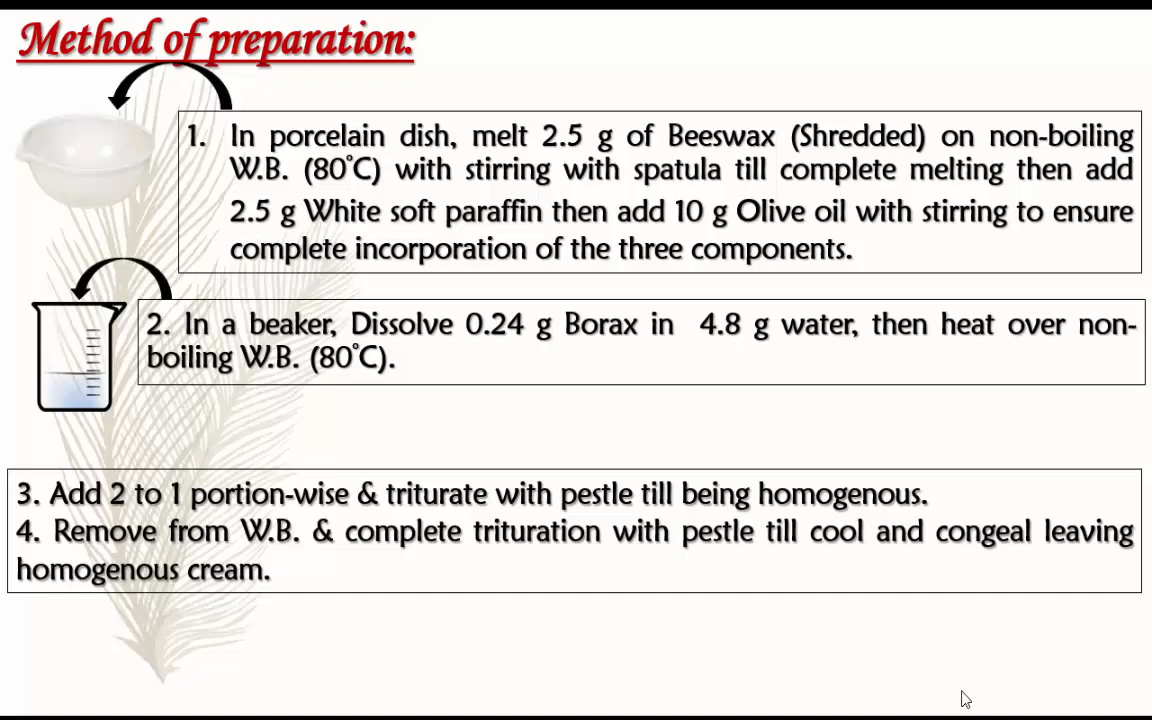 Method of preparation:
1. In porcelain dish, melt 2.5 g of Beeswax (Shredded) on non-boiling
W.B. (80°C) with stirring with spatula till complete melting then add
2.5 g White soft paraffin then add 10 g Olive oil with stirring to ensure
complete incorporation of the three components.
2. In a beaker, Dissolve 0.24 g Borax in 4.8 g water, then heat over non-
boiling W.B. (80°C).
3. Add 2 to 1 portion-wise & triturate with pestle till being homogenous.
4. Remove from W.B. & complete trituration with pestle till cool and congeal leaving
homogenous cream.